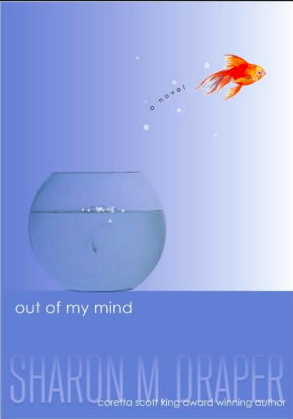 a novel
out of my mind
SHARON M DRAPER
coretta scott king award winning author